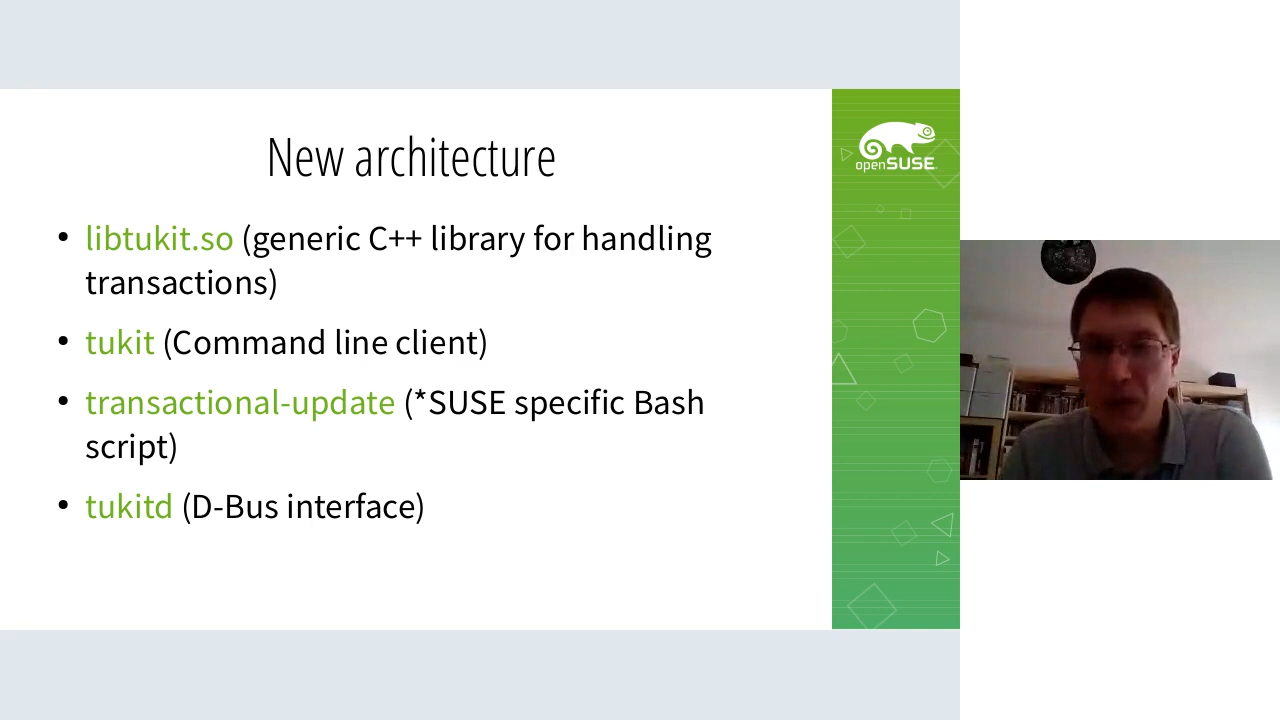 New architecture
• libtukit.so (generic C++ library for handling
transactions)
• tukit (Command line client)
• transactional-update (*SUSE specific Bash
script)
• tukitd (D-Bus interface)
openSUSE